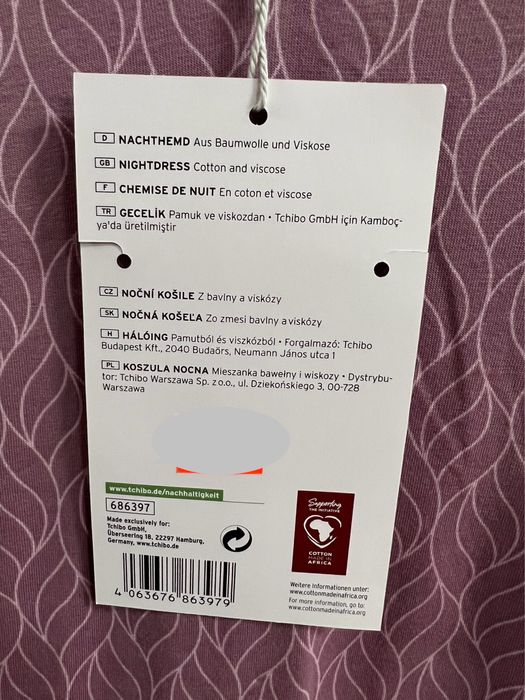 D NACHTHEMD Aus Baumwolle und Viskose
GB NIGHTDRESS Cotton and viscose
F CHEMISE DE NUIT En coton et viscose
TR GECELİK Pamuk ve viskozdan • Tchibo GmbH için Kamboç-
ya'da üretilmiştir
CZ NOČNÍ KOŠILE Z bavlny a viskózy
SK NOČNÁ KOŠEĽA Zo zmesi bavlny a viskózy
H HÁLÓING Pamutból és viszkózból • Forgalmazó: Tchibo
Budapest Kft., 2040 Budaörs, Neumann János utca 1
PL KOSZULA NOCNA Mieszanka bawełny i wiskozy • Dystrybu-
tor: Tchibo Warszawa Sp. z o.o., ul. Dziekońskiego 3, 00-728
Warszawa
www.tchibo.de/nachhaltigkeit
686397
Made exclusively for:
Tchibo GmbH,
Überseering 18, 22297 Hamburg,
Germany, www.tchibo.de
4 063676 863979
Supporting
THE INITIATIVE
COTTON
MADE IN
AFRICA
Weitere Informationen unter:
www.cottonmadeinafrica.org
For more information, go to:
www.cottonmadeinafrica.org